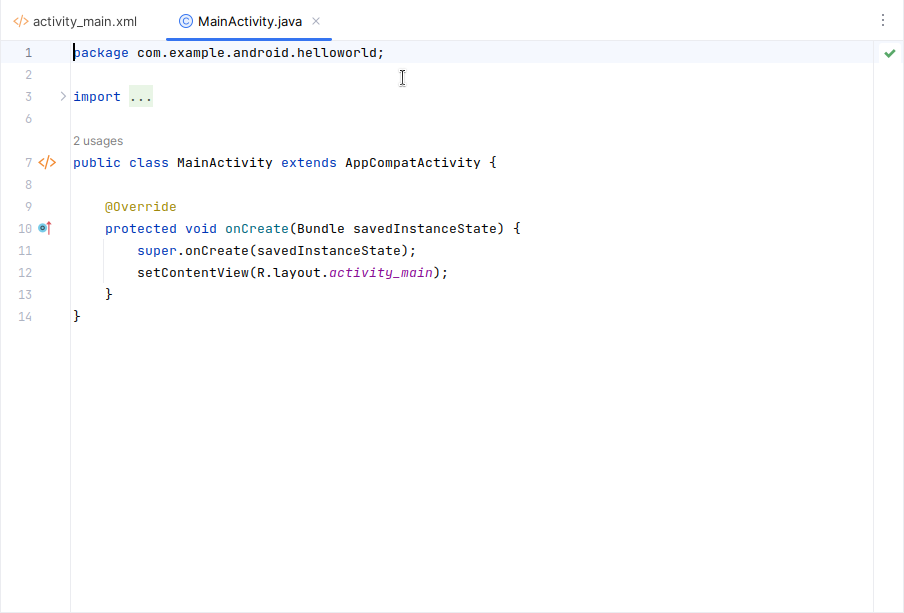 activity_main.xml MainActivity.java
1 package com.example.android.helloworld;
2
3 import ...
6
2 usages
7 public class MainActivity extends AppCompatActivity {
8
9 @Override
10 protected void onCreate(Bundle savedInstanceState) {
11 super.onCreate(savedInstanceState);
12 setContentView(R.layout.activity_main);
13 }
14 }